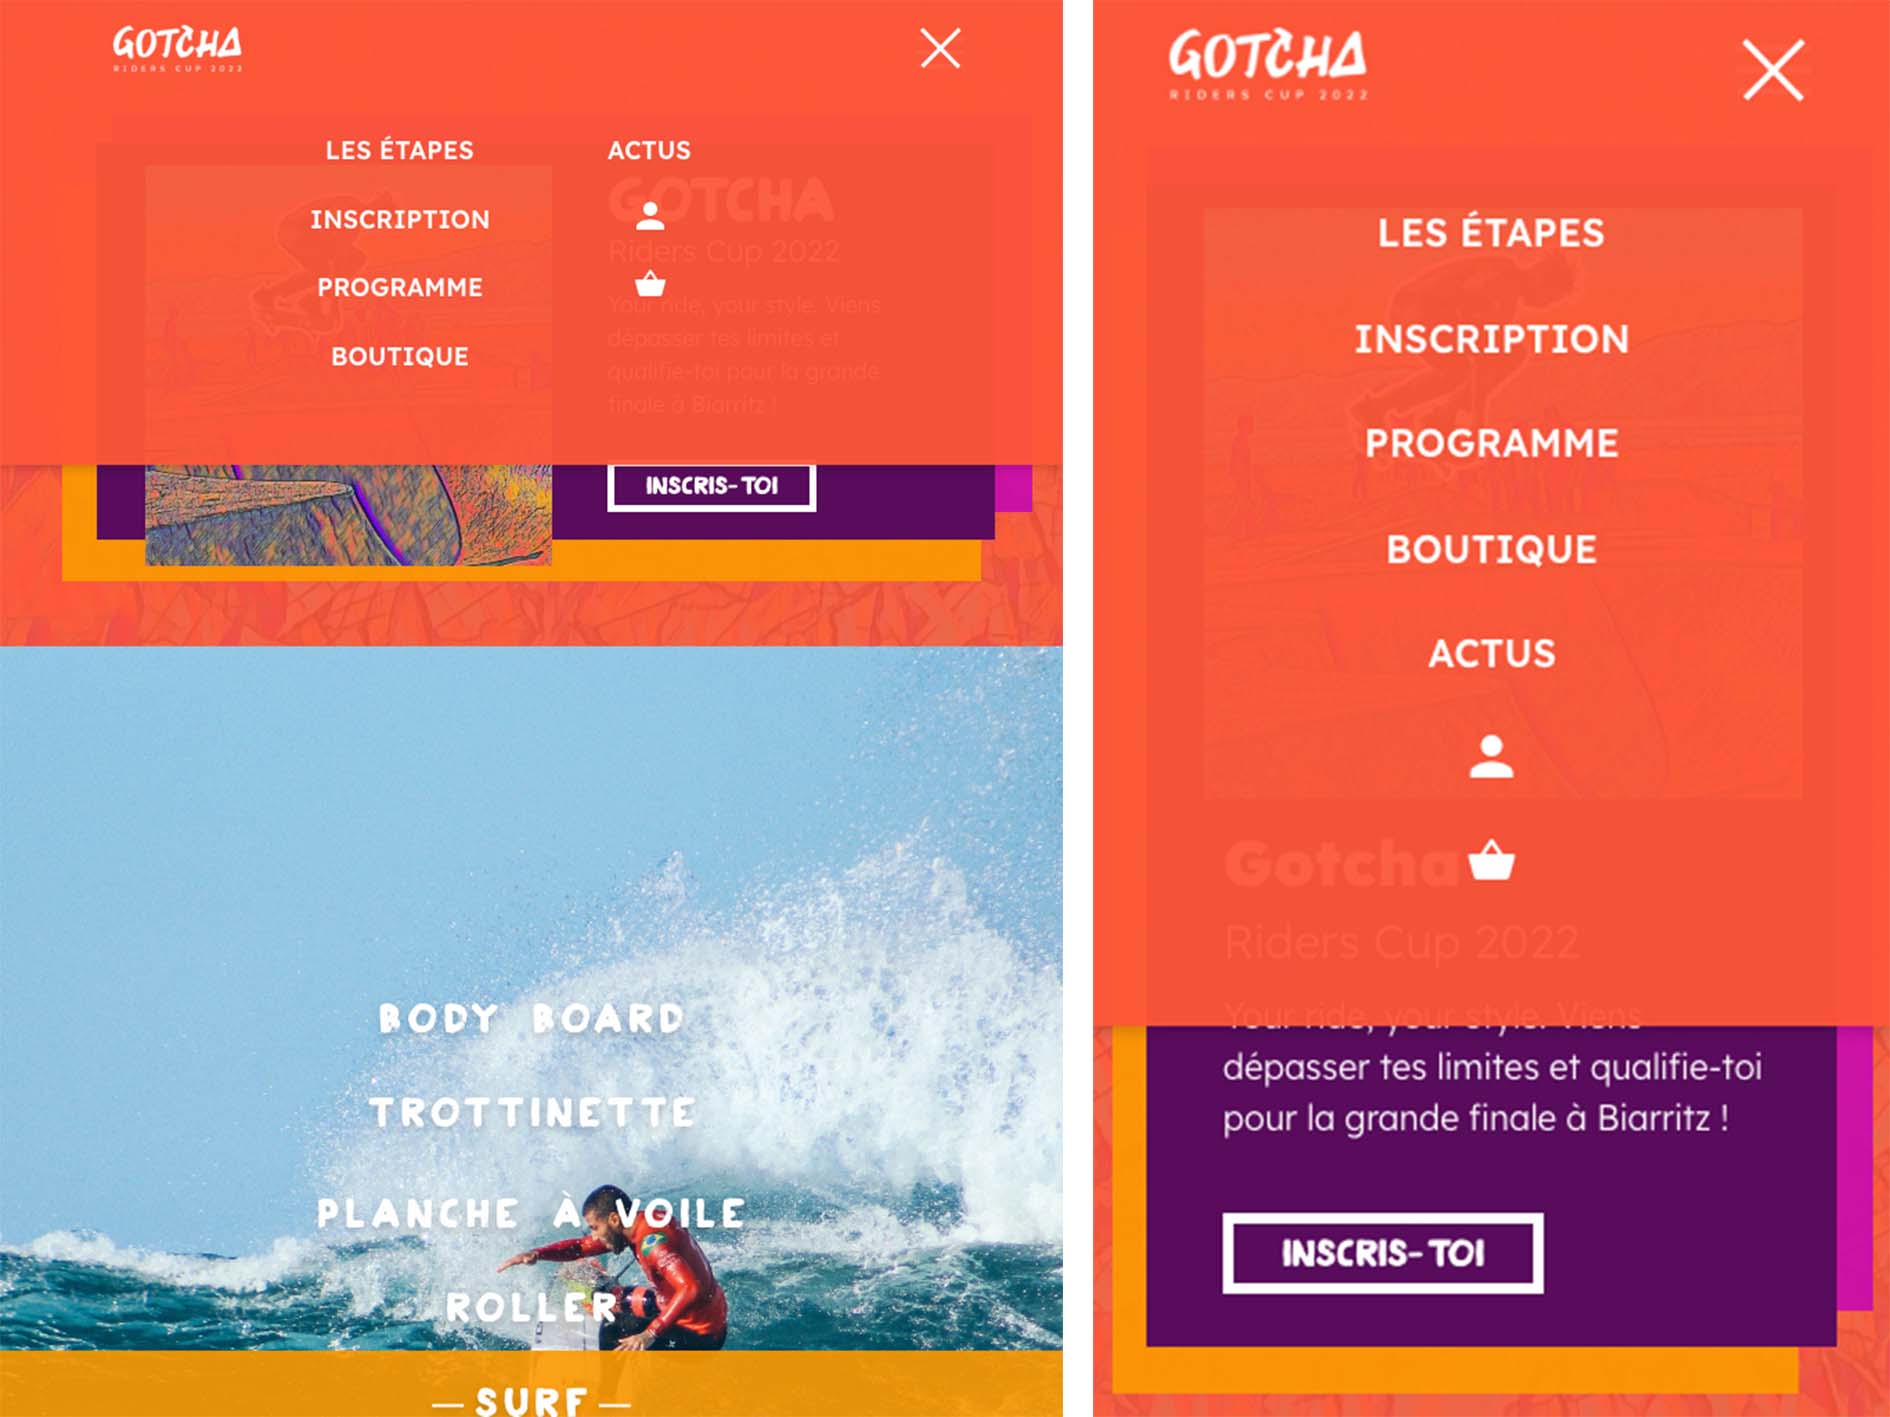 GOTCHA
RIDERS CUP 2022
LES ÉTAPES
INSCRIPTION
PROGRAMME
BOUTIQUE
ACTUS
GOTCHA
Riders Cup 2022
Your ride, your style. Viens
dépasser tes limites et
qualifie-toi pour la grande
finale à Biarritz !
INSCRIS-TOI
BODY BOARD
TROTTINETTE
PLANCHE À VOILE
ROLLER
— SURF —
GOTCHA
RIDERS CUP 2022
LES ÉTAPES
INSCRIPTION
PROGRAMME
BOUTIQUE
ACTUS
Gotcha
Riders Cup 2022
Your ride, your style. Viens
dépasser tes limites et qualifie-toi
pour la grande finale à Biarritz !
INSCRIS-TOI